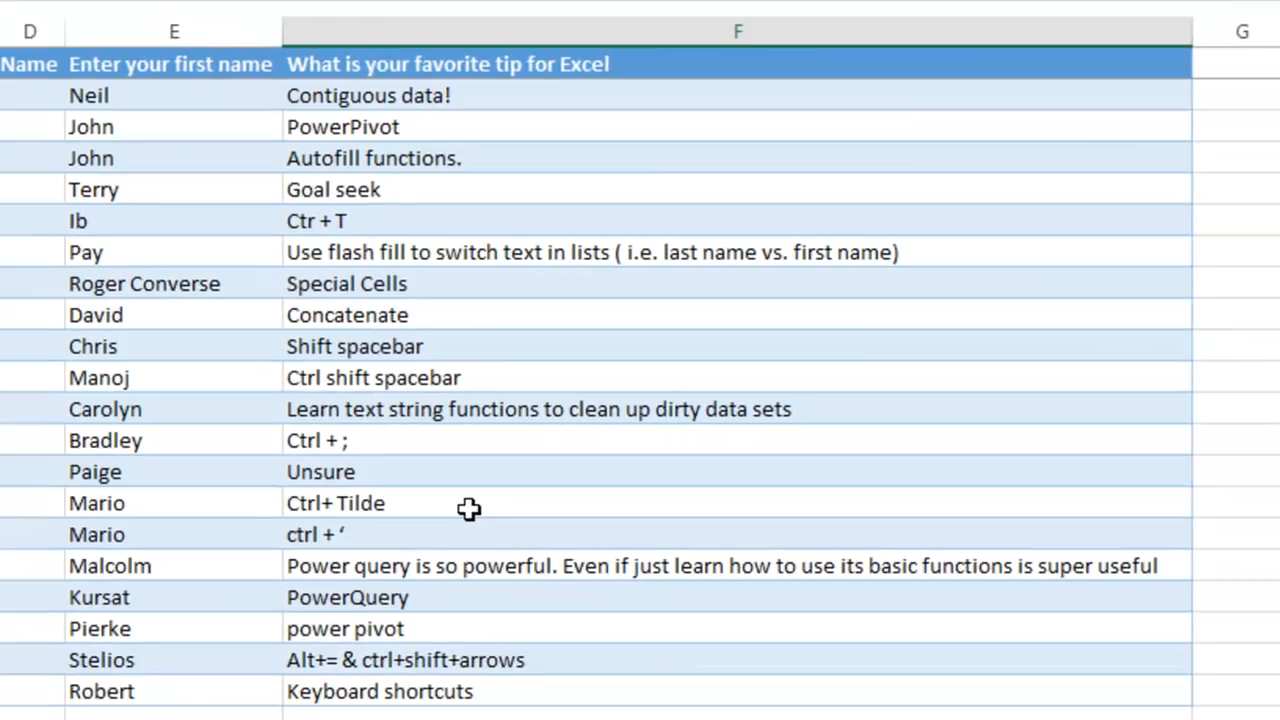 D E F G
Name Enter your first name What is your favorite tip for Excel
Neil Contiguous data!
John PowerPivot
John Autofill functions.
Terry Goal seek
Ib Ctr + T
Pay Use flash fill to switch text in lists ( i.e. last name vs. first name)
Roger Converse Special Cells
David Concatenate
Chris Shift spacebar
Manoj Ctrl shift spacebar
Carolyn Learn text string functions to clean up dirty data sets
Bradley Ctrl + ;
Paige Unsure
Mario Ctrl+ Tilde
Mario ctrl + ‘
Malcolm Power query is so powerful. Even if just learn how to use its basic functions is super useful
Kursat PowerQuery
Pierke power pivot
Stelios Alt+= & ctrl+shift+arrows
Robert Keyboard shortcuts